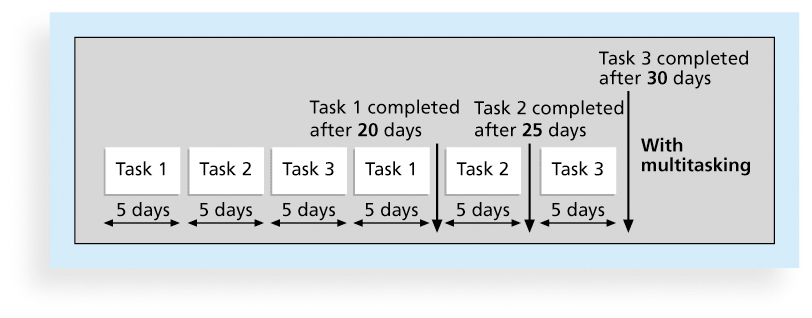 Task 3 completed
after 30 days
Task 1 completed
after 20 days
Task 2 completed
after 25 days
With
multitasking
Task 1
Task 2
Task 3
Task 1
Task 2
Task 3
5 days
5 days
5 days
5 days
5 days
5 days